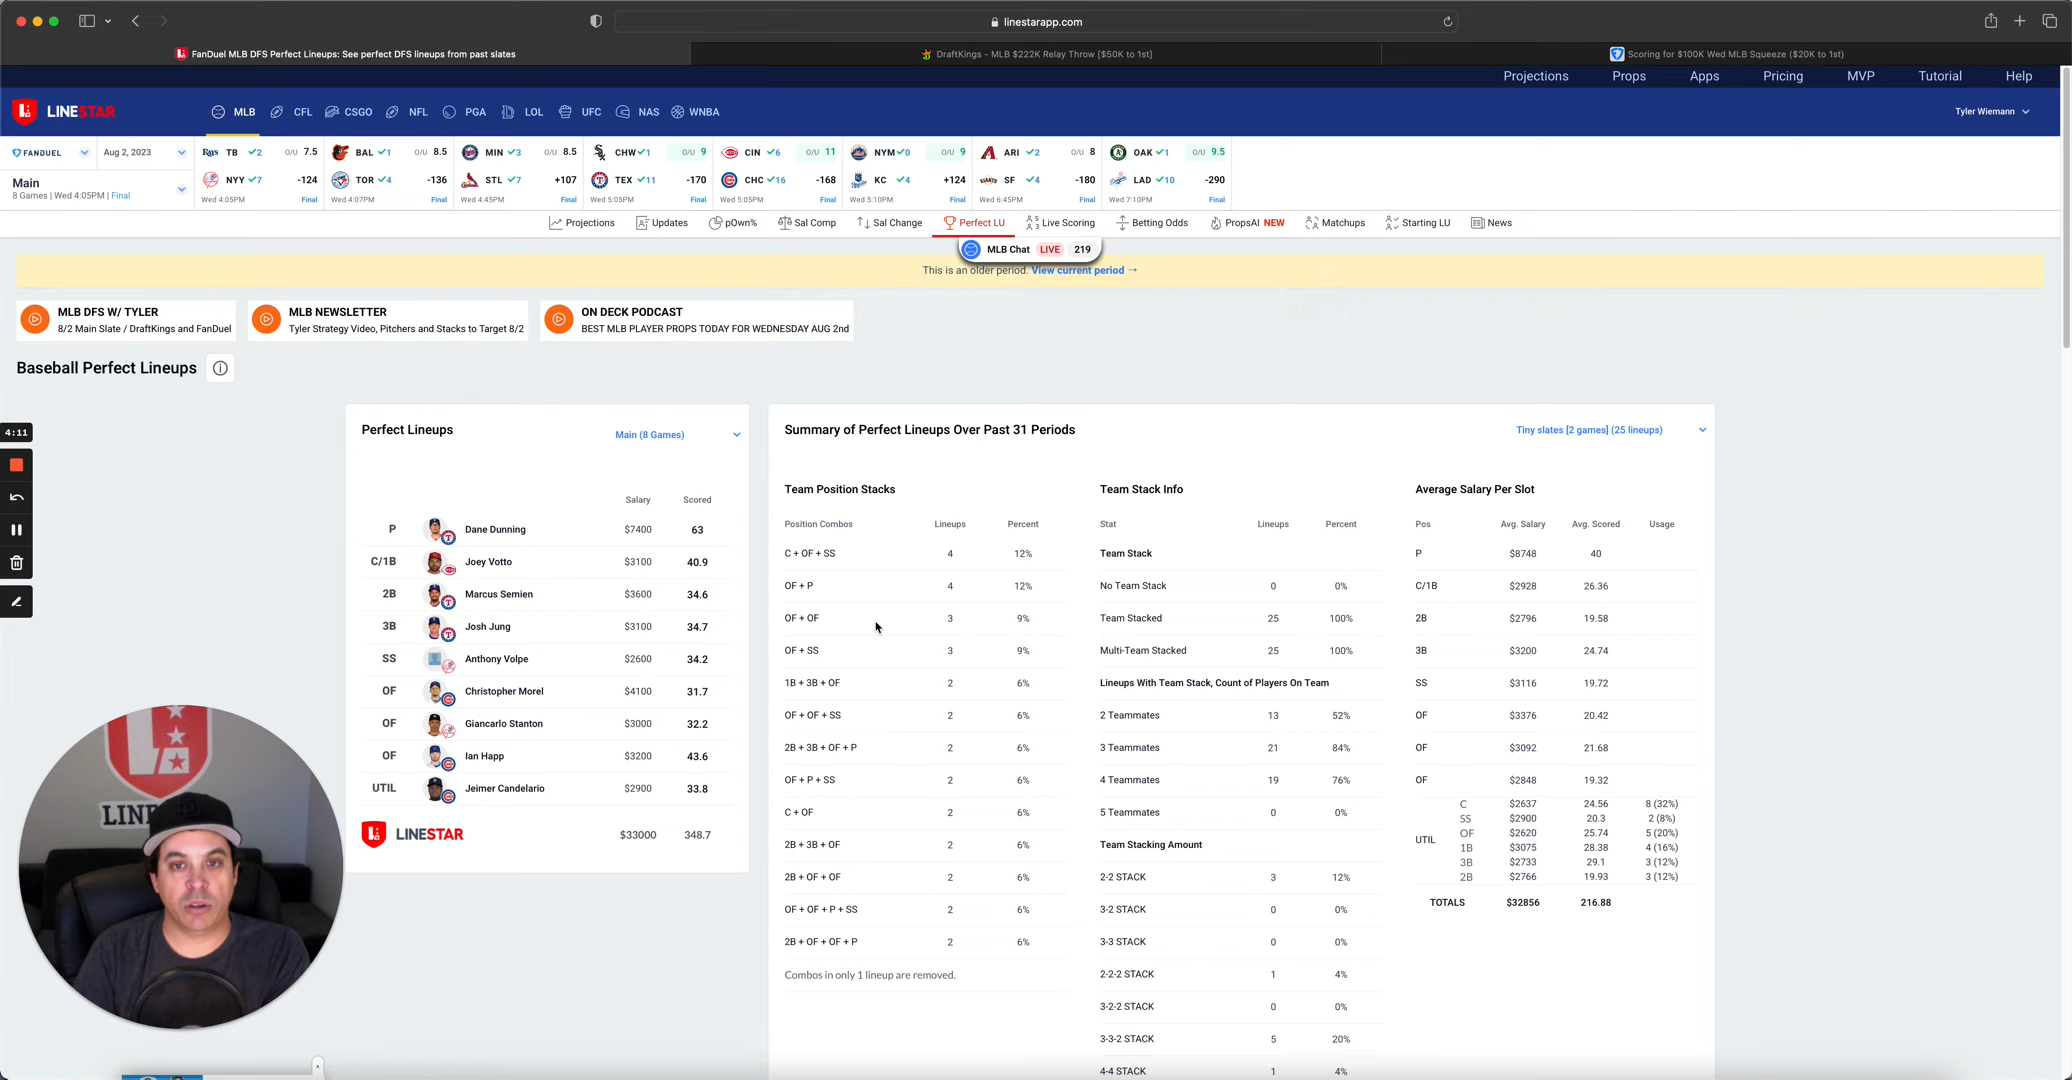 linestarapp.com
FanDuel MLB DFS Perfect Lineups: See perfect DFS lineups from past slates
DraftKings - MLB $222K Relay Throw [$50K to 1st]
Scoring for $100K Wed MLB Squeeze ($20K to 1st)
Projections Props Apps Pricing MVP Tutorial Help
LINESTAR MLB CFL CSGO NFL PGA LOL UFC NAS WNBA Tyler Wiemann
FANDUEL Aug 2, 2023
Main
8 Games | Wed 4:05PM | Final
Rays TB 2 O/U 7.5
NYY 7 -124
Wed 4:05PM Final
BAL 1 8.5
TOR 4 -136
Wed 4:07PM Final
MIN 3 O/U 8.5
STL 7 +107
Wed 4:45PM Final
CHW 1 O/U 9
TEX 11 -170
Wed 5:05PM Final
CIN 6 O/U 11
CHC 16 -168
Wed 5:05PM Final
NYM 0 O/U 9
KC 4 +124
Wed 5:10PM Final
ARI 2 O/U 8
SF 4 -180
Wed 6:45PM Final
OAK 1 O/U 9.5
LAD 10 -290
Wed 7:10PM Final
Projections Updates pOwn% Sal Comp Sal Change Perfect LU Live Scoring Betting Odds PropsAI NEW Matchups Starting LU News
MLB Chat LIVE 219
This is an older period. View current period →
MLB DFS W/ TYLER
8/2 Main Slate / DraftKings and FanDuel
MLB NEWSLETTER
Tyler Strategy Video, Pitchers and Stacks to Target 8/2
ON DECK PODCAST
BEST MLB PLAYER PROPS TODAY FOR WEDNESDAY AUG 2nd
Baseball Perfect Lineups
4:11
Perfect Lineups Main (8 Games)
Salary Scored
P Dane Dunning $7400 63
C/1B Joey Votto $3100 40.9
2B Marcus Semien $3600 34.6
3B Josh Jung $3100 34.7
SS Anthony Volpe $2600 34.2
OF Christopher Morel $4100 31.7
OF Giancarlo Stanton $3000 32.2
OF Ian Happ $3200 43.6
UTIL Jeimer Candelario $2900 33.8
LINESTAR $33000 348.7
Summary of Perfect Lineups Over Past 31 Periods Tiny slates [2 games] (25 lineups)
Team Position Stacks
Position Combos Lineups Percent
C + OF + SS 4 12%
OF + P 4 12%
OF + OF 3 9%
OF + SS 3 9%
1B + 3B + OF 2 6%
OF + OF + SS 2 6%
2B + 3B + OF + P 2 6%
OF + P + SS 2 6%
C + OF 2 6%
2B + 3B + OF 2 6%
2B + OF + OF 2 6%
OF + OF + P + SS 2 6%
2B + OF + OF + P 2 6%
Combos in only 1 lineup are removed.
Team Stack Info
Stat Lineups Percent
Team Stack
No Team Stack 0 0%
Team Stacked 25 100%
Multi-Team Stacked 25 100%
Lineups With Team Stack, Count of Players On Team
2 Teammates 13 52%
3 Teammates 21 84%
4 Teammates 19 76%
5 Teammates 0 0%
Team Stacking Amount
2-2 STACK 3 12%
3-2 STACK 0 0%
3-3 STACK 0 0%
2-2-2 STACK 1 4%
3-2-2 STACK 0 0%
3-3-2 STACK 5 20%
4-4 STACK 1 4%
Average Salary Per Slot
Pos Avg. Salary Avg. Scored Usage
P $8748 40
C/1B $2928 26.36
2B $2796 19.58
3B $3200 24.74
SS $3116 19.72
OF $3376 20.42
OF $3092 21.68
OF $2848 19.32
UTIL
C $2637 24.56 8 (32%)
SS $2900 20.3 2 (8%)
OF $2620 25.74 5 (20%)
1B $3075 28.38 4 (16%)
3B $2733 29.1 3 (12%)
2B $2766 19.93 3 (12%)
TOTALS $32856 216.88